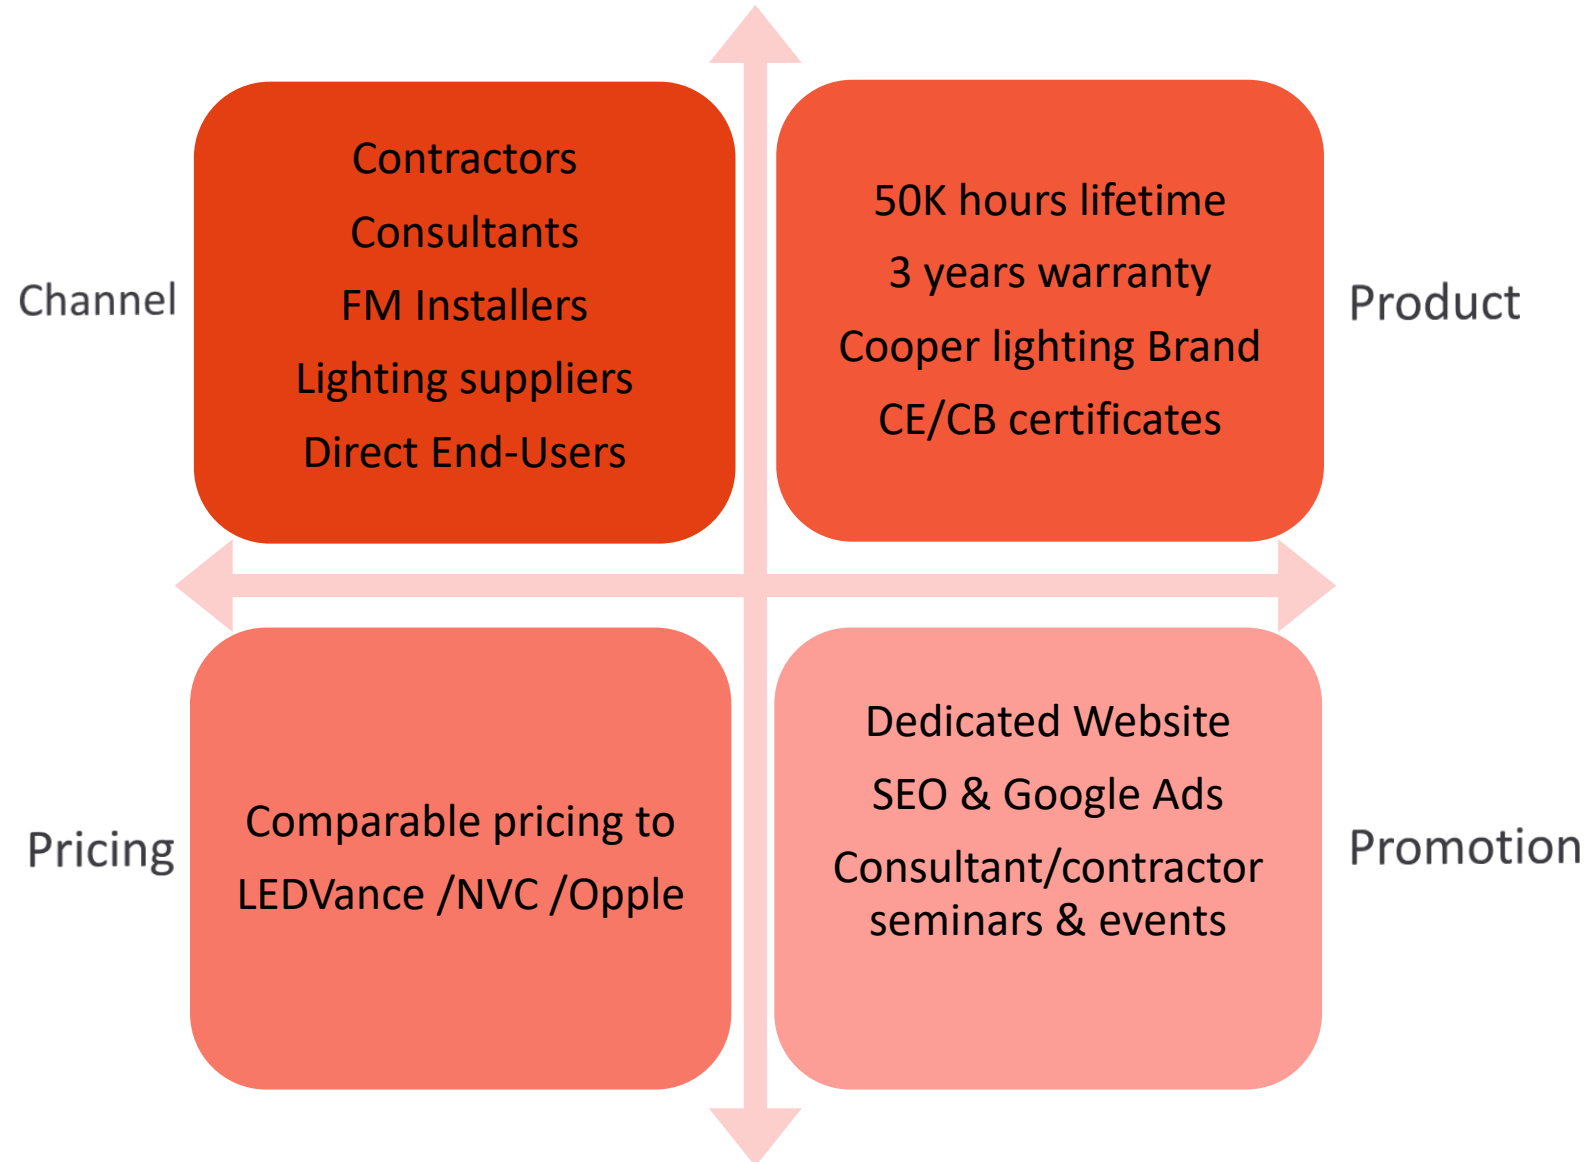 Channel
Contractors
Consultants
FM Installers
Lighting suppliers
Direct End-Users
50K hours lifetime
3 years warranty
Cooper lighting Brand
CE/CB certificates
Product
Pricing
Comparable pricing to
LEDVance /NVC /Opple
Dedicated Website
SEO & Google Ads
Consultant/contractor
seminars & events
Promotion